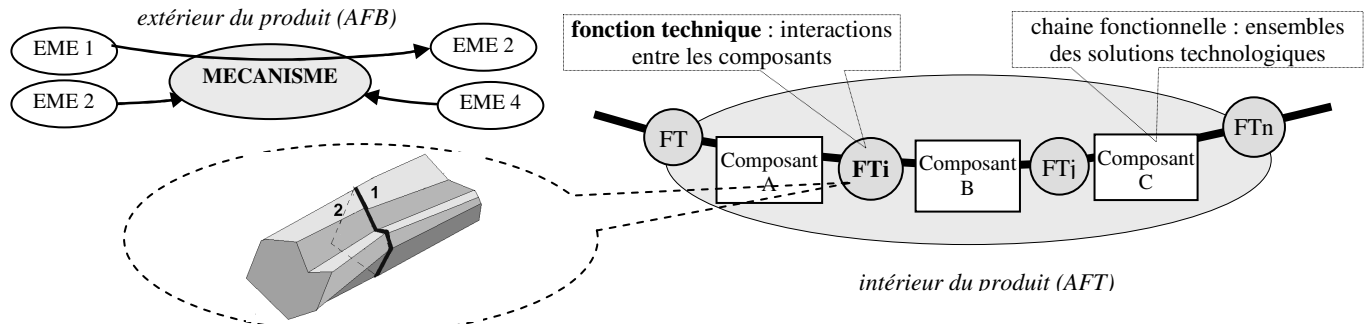 extérieur du produit (AFB)
EME 1
EME 2
MECANISME
EME 2
EME 4
1
2
fonction technique : interactions
entre les composants
chaine fonctionnelle : ensembles
des solutions technologiques
FT
Composant
A
FTi
Composant
B
FTj
Composant
C
FTn
intérieur du produit (AFT)